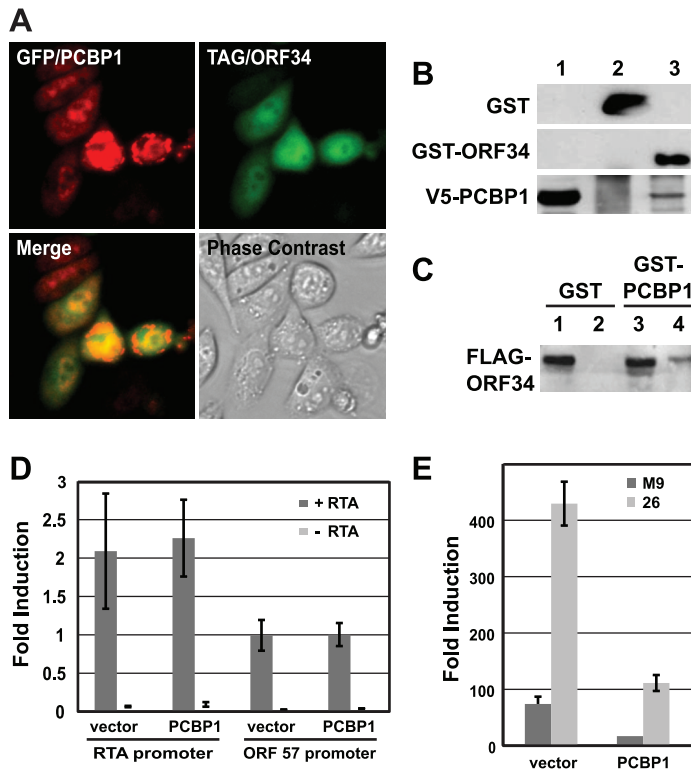 A
GFP/PCBP1
TAG/ORF34
Merge
Phase Contrast
B
1 2 3
GST
GST-ORF34
V5-PCBP1
C
GST
GST-
PCBP1
1 2 3 4
FLAG-
ORF34
D
Fold Induction
3
2.5
2
1.5
1
0.5
0
+ RTA
- RTA
vector PCBP1 vector PCBP1
RTA promoter ORF 57 promoter
E
Fold Induction
400
300
200
100
0
M9
26
vector PCBP1